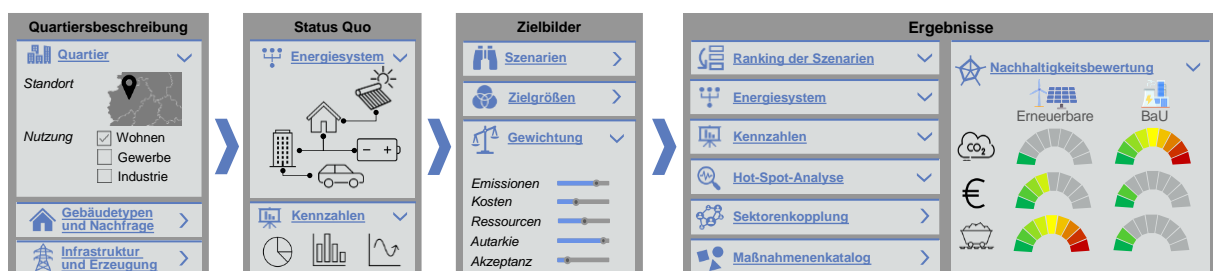 Quartiersbeschreibung
Quartier
Standort
Nutzung
Wohnen
Gewerbe
Industrie
Gebäudetypen
und Nachfrage
Infrastruktur
und Erzeugung
Status Quo
Energiesystem
Kennzahlen
Zielbilder
Szenarien
Zielgrößen
Gewichtung
Emissionen
Kosten
Ressourcen
Autarkie
Akzeptanz
Ergebnisse
Ranking der Szenarien
Energiesystem
Kennzahlen
Hot-Spot-Analyse
Sektorenkopplung
Maßnahmenenkatalog
Nachhaltigkeitsbewertung
Erneuerbare
BaU
CO₂
€